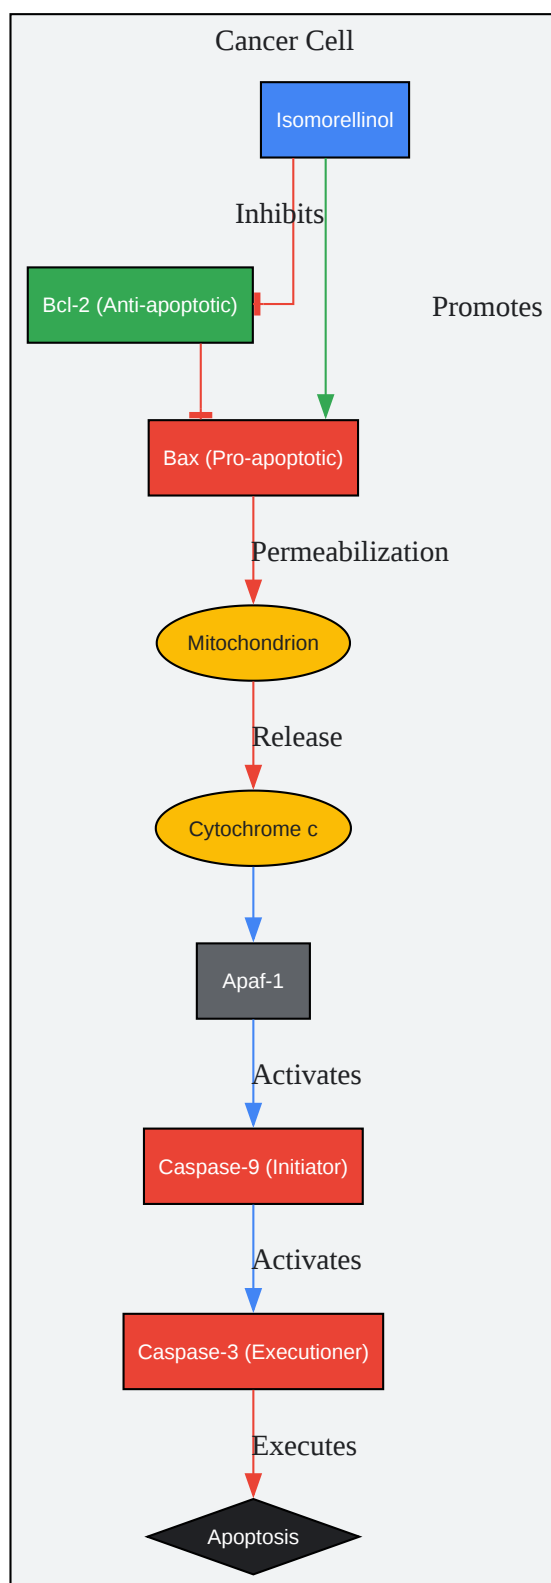 Cancer Cell
Isomorellinol
Inhibits
Bcl-2 (Anti-apoptotic)
Promotes
Bax (Pro-apoptotic)
Permeabilization
Mitochondrion
Release
Cytochrome c
Apaf-1
Activates
Caspase-9 (Initiator)
Activates
Caspase-3 (Executioner)
Executes
Apoptosis